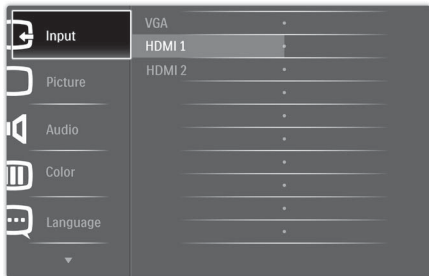 Input
Picture
Audio
Color
Language
VGA
HDMI 1
HDMI 2